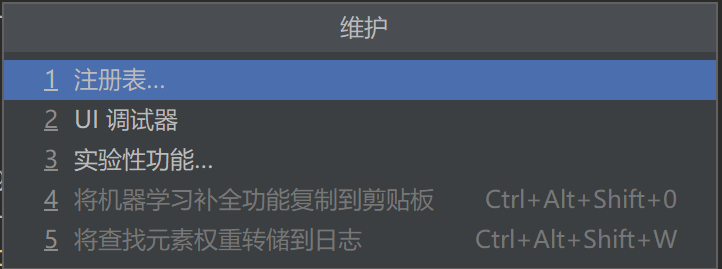 维护
1 注册表...
2 UI 调试器
3 实验性功能...
4 将机器学习补全功能复制到剪贴板 Ctrl+Alt+Shift+0
5 将查找元素权重转储到日志 Ctrl+Alt+Shift+W